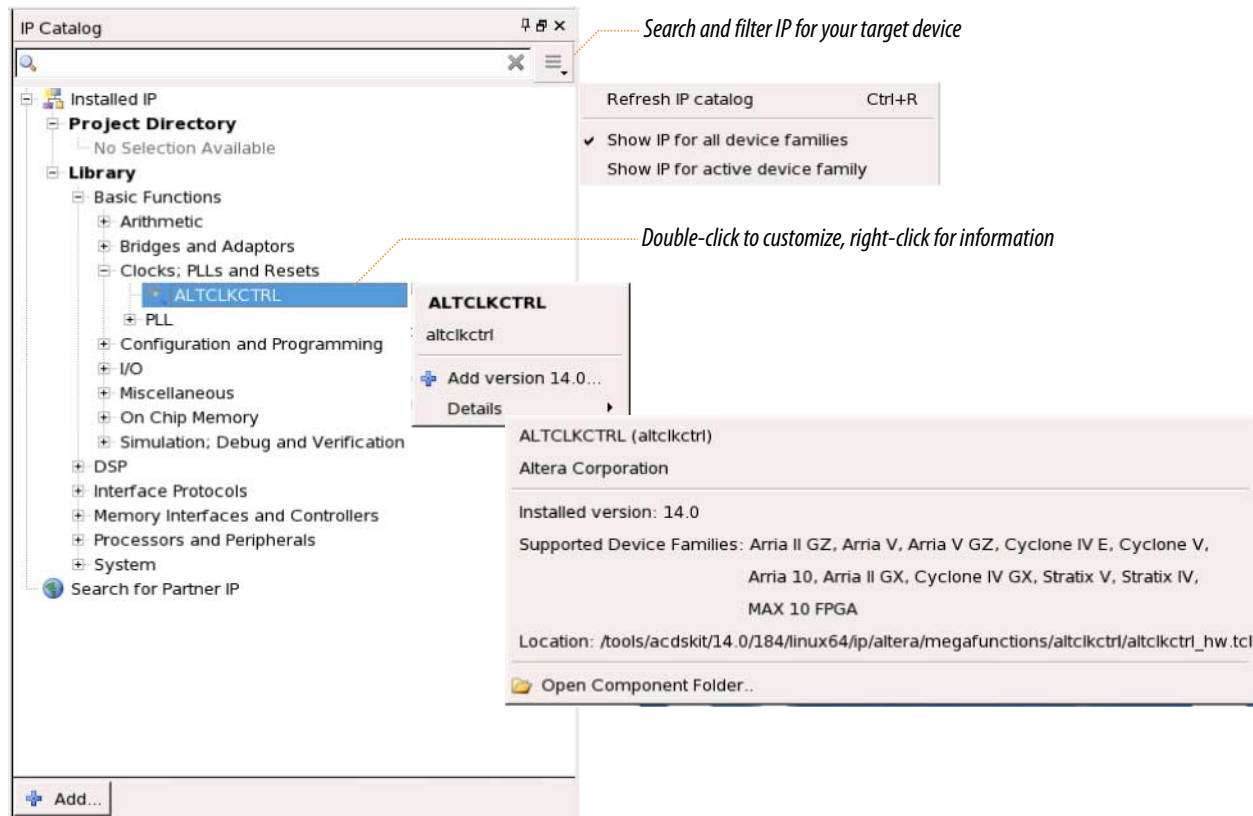 IP Catalog
Search and filter IP for your target device
Installed IP
Project Directory
No Selection Available
Library
Basic Functions
Arithmetic
Bridges and Adaptors
Clocks; PLLs and Resets
ALTCLKCTRL
PLL
Configuration and Programming
I/O
Miscellaneous
On Chip Memory
Simulation; Debug and Verification
DSP
Interface Protocols
Memory Interfaces and Controllers
Processors and Peripherals
System
Search for Partner IP
Add...
Refresh IP catalog Ctrl+R
Show IP for all device families
Show IP for active device family
Double-click to customize, right-click for information
ALTCLKCTRL
altclkctrl
Add version 14.0...
Details
ALTCLKCTRL (altclkctrl)
Altera Corporation
Installed version: 14.0
Supported Device Families: Arria II GZ, Arria V, Arria V GZ, Cyclone IV E, Cyclone V,
Arria 10, Arria II GX, Cyclone IV GX, Stratix V, Stratix IV,
MAX 10 FPGA
Location: /tools/acdskit/14.0/184/linux64/ip/altera/megafunctions/altclkctrl/altclkctrl_hw.tcl
Open Component Folder..